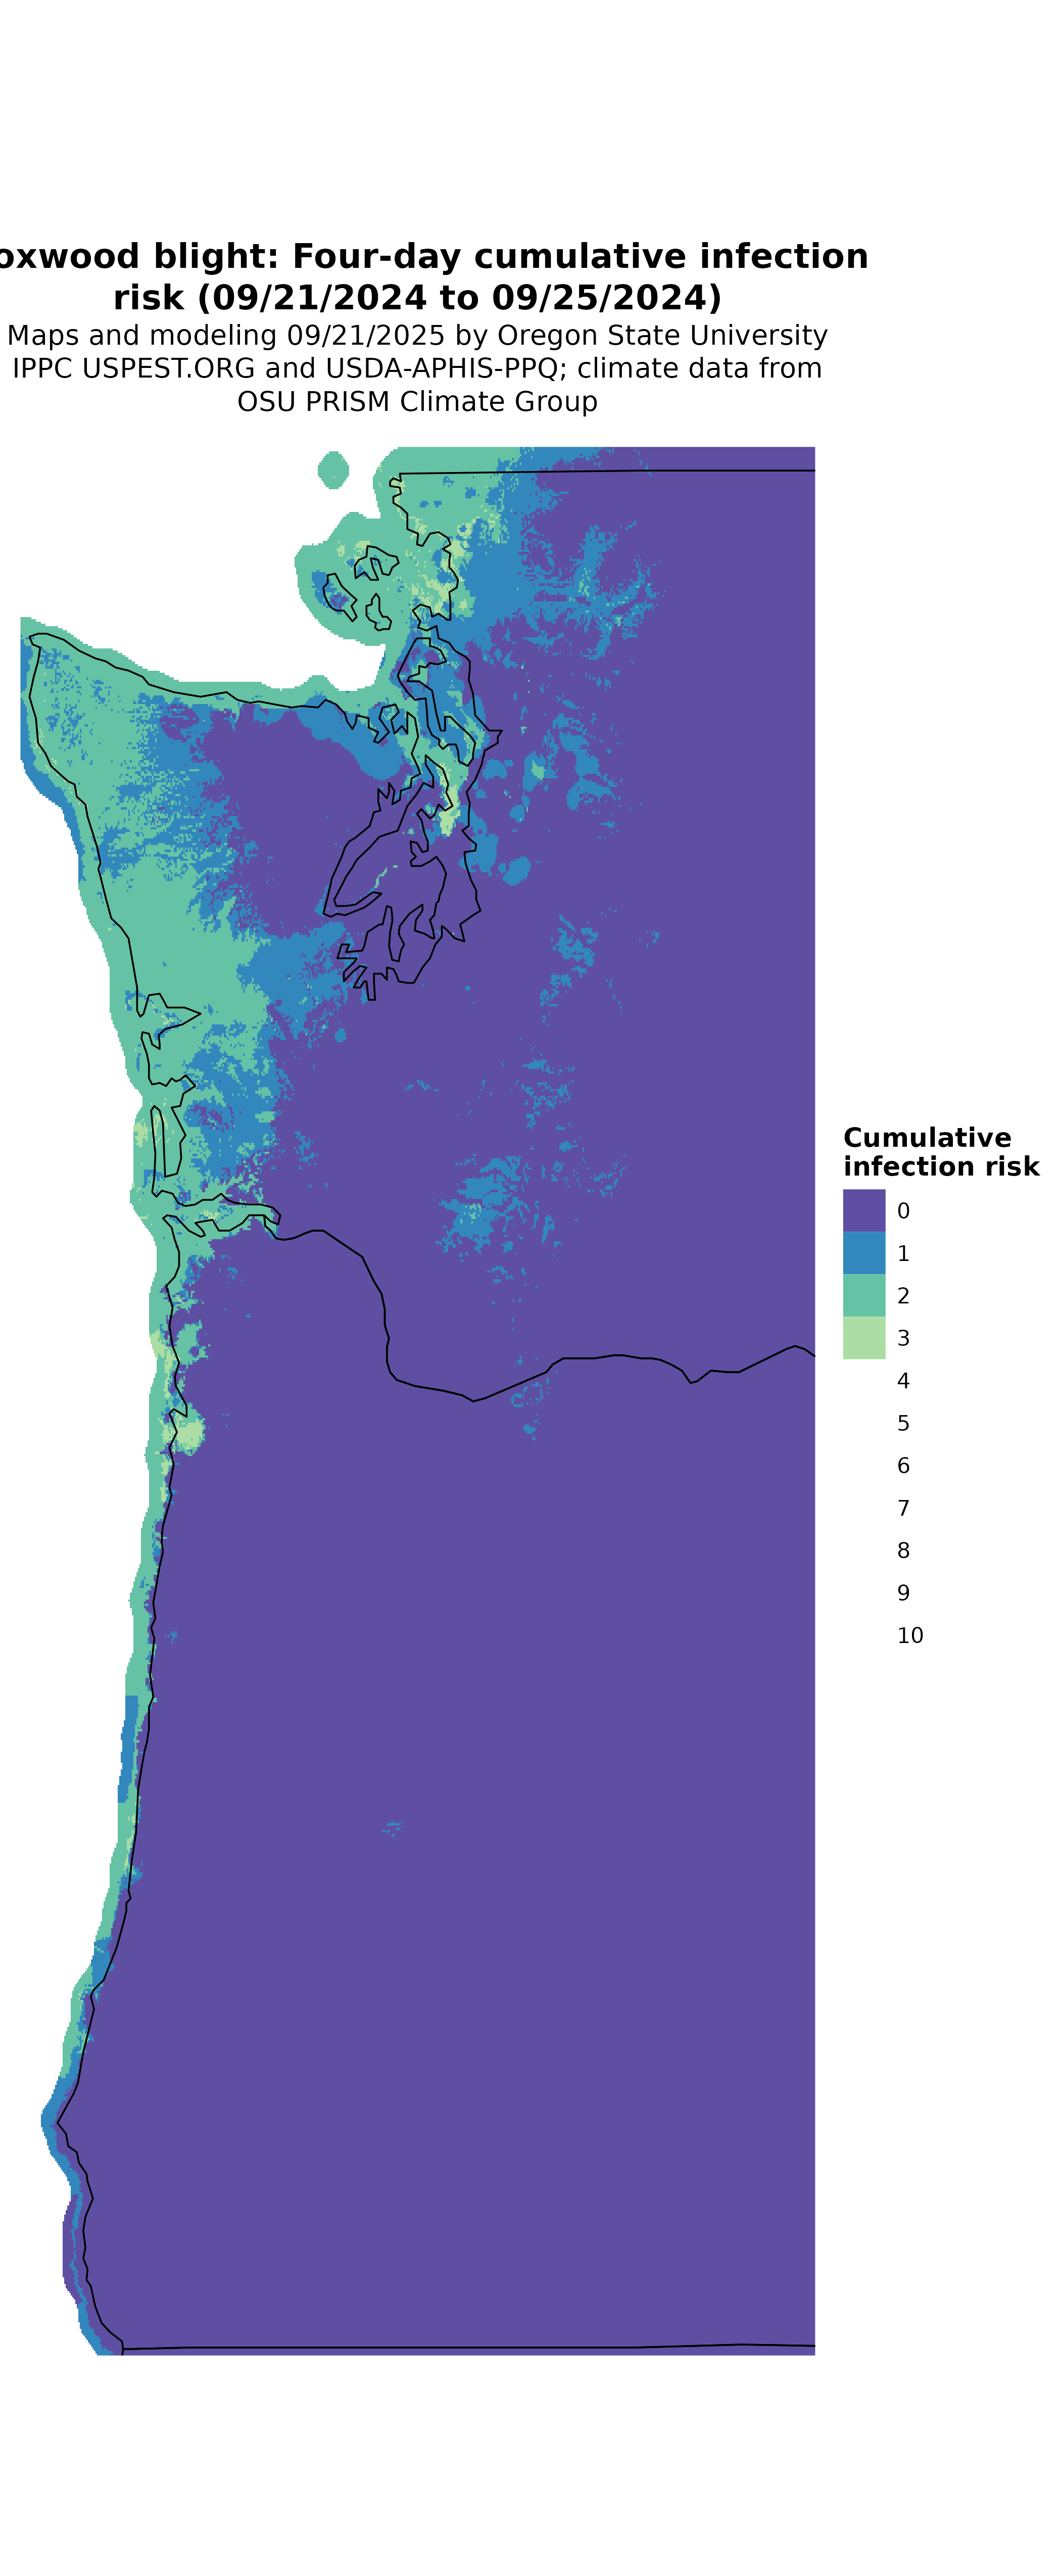 oxwood blight: Four-day cumulative infection
risk (09/21/2024 to 09/25/2024)
Maps and modeling 09/21/2025 by Oregon State University
IPPC USPEST.ORG and USDA-APHIS-PPQ; climate data from
OSU PRISM Climate Group
Cumulative
infection risk
0
1
2
3
4
5
6
7
8
9
10